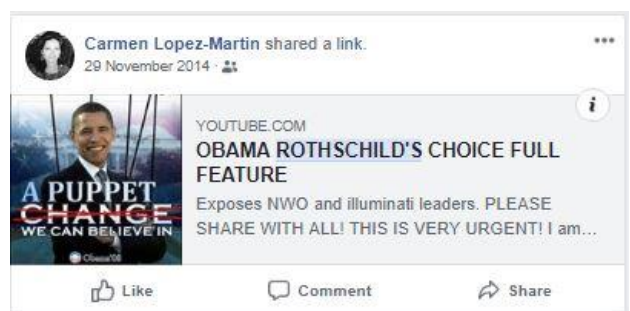 Carmen Lopez-Martin shared a link.
29 November 2014
A PUPPET
CHANGE
WE CAN BELIEVE IN
Obama'08
YOUTUBE.COM
OBAMA ROTHSCHILD'S CHOICE FULL
FEATURE
Exposes NWO and illuminati leaders. PLEASE
SHARE WITH ALL! THIS IS VERY URGENT! I am...
i
Like Comment Share